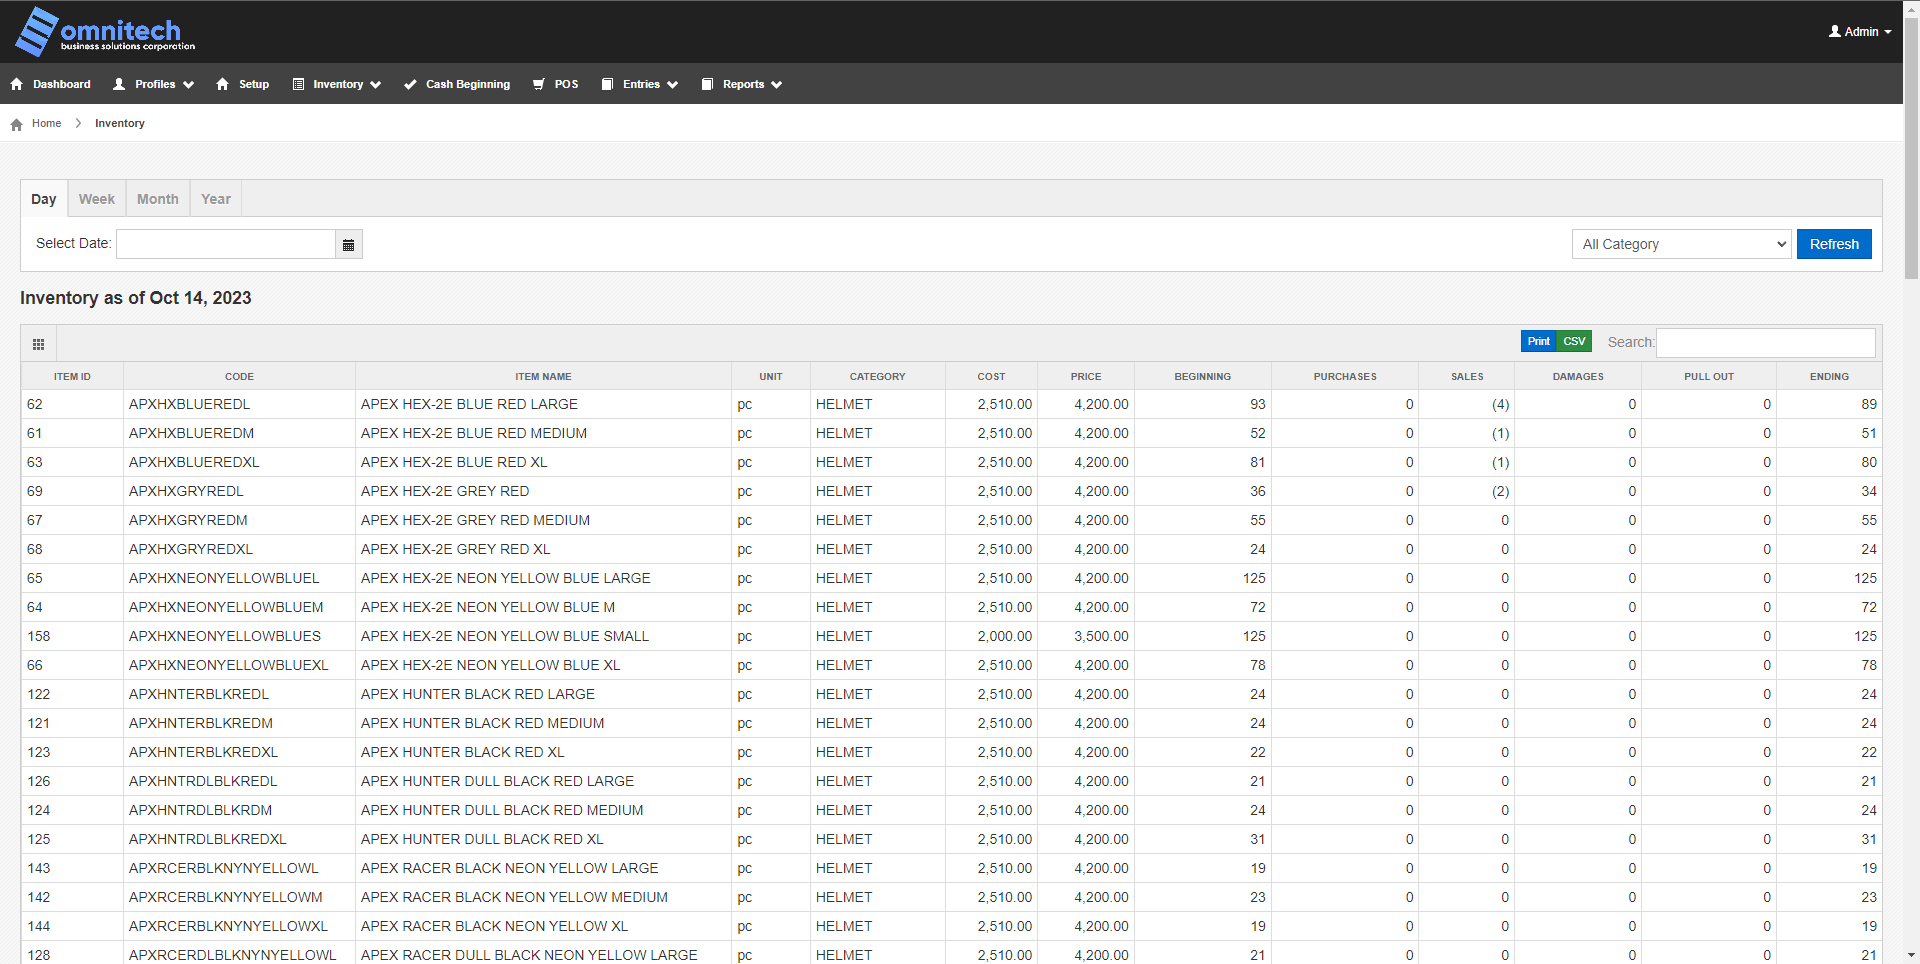 omnitech
business solutions corporation
Admin
Dashboard Profiles Setup Inventory Cash Beginning POS Entries Reports
Home Inventory
Day Week Month Year
Select Date: All Category Refresh
Inventory as of Oct 14, 2023
Print CSV Search:
ITEM ID CODE ITEM NAME UNIT CATEGORY COST PRICE BEGINNING PURCHASES SALES DAMAGES PULL OUT ENDING
62 APXHXBLUEREDL APEX HEX-2E BLUE RED LARGE pc HELMET 2,510.00 4,200.00 93 0 (4) 0 0 89
61 APXHXBLUEREDM APEX HEX-2E BLUE RED MEDIUM pc HELMET 2,510.00 4,200.00 52 0 (1) 0 0 51
63 APXHXBLUEREDXL APEX HEX-2E BLUE RED XL pc HELMET 2,510.00 4,200.00 81 0 (1) 0 0 80
69 APXHXGRYREDL APEX HEX-2E GREY RED pc HELMET 2,510.00 4,200.00 36 0 (2) 0 0 34
67 APXHXGRYREDM APEX HEX-2E GREY RED MEDIUM pc HELMET 2,510.00 4,200.00 55 0 0 0 0 55
68 APXHXGRYREDXL APEX HEX-2E GREY RED XL pc HELMET 2,510.00 4,200.00 24 0 0 0 0 24
65 APXHXNEONYELLOWBLUEL APEX HEX-2E NEON YELLOW BLUE LARGE pc HELMET 2,510.00 4,200.00 125 0 0 0 0 125
64 APXHXNEONYELLOWBLUEM APEX HEX-2E NEON YELLOW BLUE M pc HELMET 2,510.00 4,200.00 72 0 0 0 0 72
158 APXHXNEONYELLOWBLUES APEX HEX-2E NEON YELLOW BLUE SMALL pc HELMET 2,000.00 3,500.00 125 0 0 0 0 125
66 APXHXNEONYELLOWBLUEXL APEX HEX-2E NEON YELLOW BLUE XL pc HELMET 2,510.00 4,200.00 78 0 0 0 0 78
122 APXHNTERBLKREDL APEX HUNTER BLACK RED LARGE pc HELMET 2,510.00 4,200.00 24 0 0 0 0 24
121 APXHNTERBLKREDM APEX HUNTER BLACK RED MEDIUM pc HELMET 2,510.00 4,200.00 24 0 0 0 0 24
123 APXHNTERBLKREDXL APEX HUNTER BLACK RED XL pc HELMET 2,510.00 4,200.00 22 0 0 0 0 22
126 APXHNTRDLBLKREDL APEX HUNTER DULL BLACK RED LARGE pc HELMET 2,510.00 4,200.00 21 0 0 0 0 21
124 APXHNTRDLBLKRDM APEX HUNTER DULL BLACK RED MEDIUM pc HELMET 2,510.00 4,200.00 24 0 0 0 0 24
125 APXHNTRDLBLKREDXL APEX HUNTER DULL BLACK RED XL pc HELMET 2,510.00 4,200.00 31 0 0 0 0 31
143 APXRCERBLKNYNYELLOWL APEX RACER BLACK NEON YELLOW LARGE pc HELMET 2,510.00 4,200.00 19 0 0 0 0 19
142 APXRCERBLKNYNYELLOWM APEX RACER BLACK NEON YELLOW MEDIUM pc HELMET 2,510.00 4,200.00 23 0 0 0 0 23
144 APXRCERBLKNYNYELLOWXL APEX RACER BLACK NEON YELLOW XL pc HELMET 2,510.00 4,200.00 19 0 0 0 0 19
128 APXRCERDLBLKNYNYELLOWL APEX RACER DULL BLACK NEON YELLOW LARGE pc HELMET 2,510.00 4,200.00 21 0 0 0 0 21